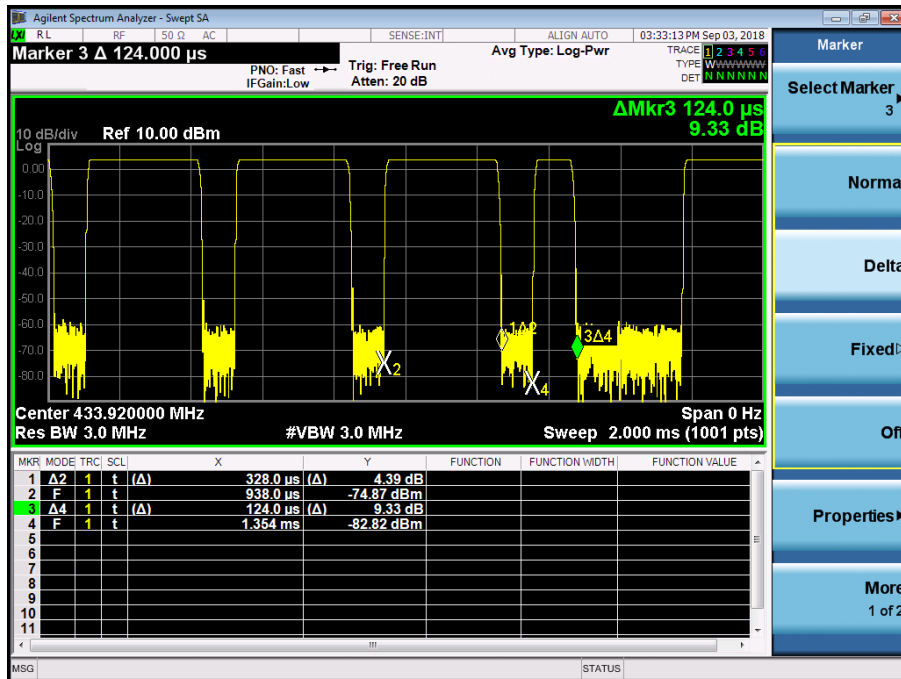 Agilent Spectrum Analyzer - Swept SA
LXI RL RF 50 Ω AC SENSE:INT ALIGN AUTO 03:33:13 PM Sep 03, 2018
Marker 3 Δ 124.000 µs
PNO: Fast
IFGain:Low
Trig: Free Run
Atten: 20 dB
Avg Type: Log-Pwr
TRACE 1 2 3 4 5 6
TYPE WWWWWW
DET N N N N N N
ΔMkr3 124.0 µs
9.33 dB
10 dB/div Ref 10.00 dBm
Log
0.00
-10.0
-20.0
-30.0
-40.0
-50.0
-60.0
-70.0
-80.0
1Δ2
3Δ4
X2
X4
Center 433.920000 MHz Span 0 Hz
Res BW 3.0 MHz #VBW 3.0 MHz Sweep 2.000 ms (1001 pts)
MKR MODE TRC SCL X Y FUNCTION FUNCTION WIDTH FUNCTION VALUE
1 Δ2 1 t (Δ) 328.0 µs (Δ) 4.39 dB
2 F 1 t 938.0 µs -74.87 dBm
3 Δ4 1 t (Δ) 124.0 µs (Δ) 9.33 dB
4 F 1 t 1.354 ms -82.82 dBm
5
6
7
8
9
10
11
MSG STATUS
Marker
Select Marker
3
Norma
Delta
Fixed
Off
Properties
More
1 of 2